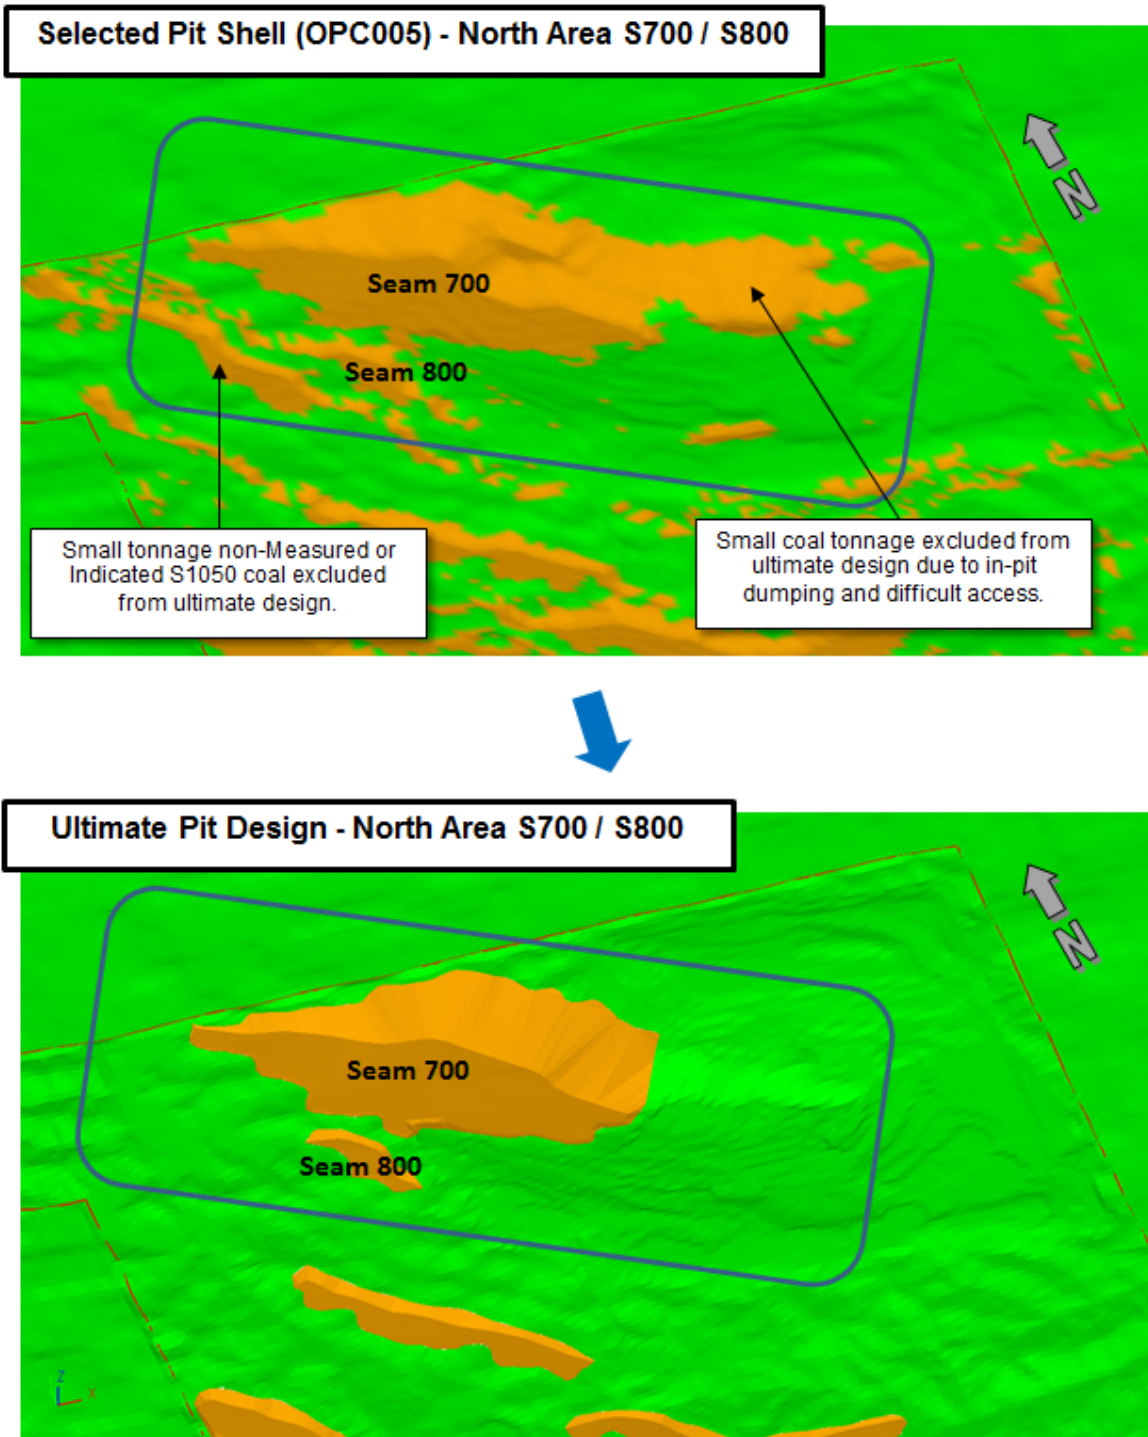 Selected Pit Shell (OPC005) - North Area S700 / S800
N
Seam 700
Seam 800
Small tonnage non-Measured or
Indicated S1050 coal excluded
from ultimate design.
Small coal tonnage excluded from
ultimate design due to in-pit
dumping and difficult access.
Ultimate Pit Design - North Area S700 / S800
N
Seam 700
Seam 800
Z
X